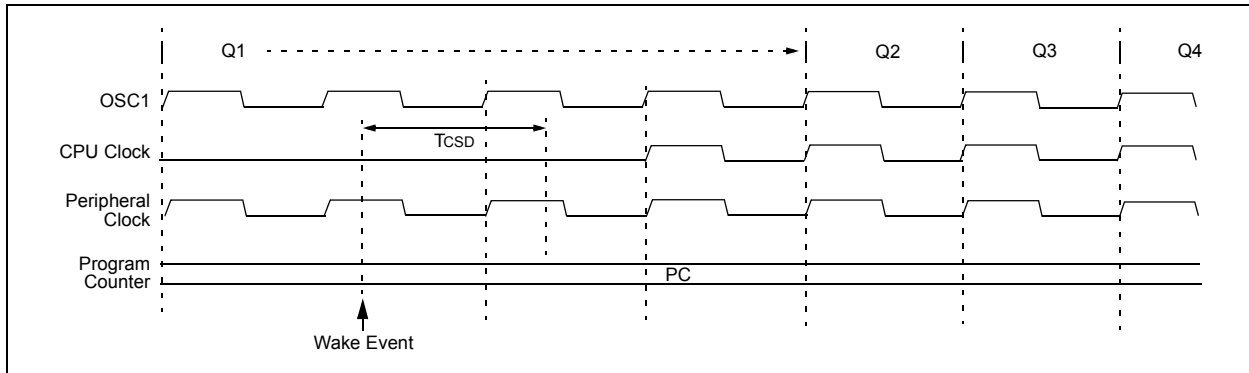 Q1 Q2 Q3 Q4
OSC1
TCSD
CPU Clock
Peripheral
Clock
Program
Counter
PC
Wake Event